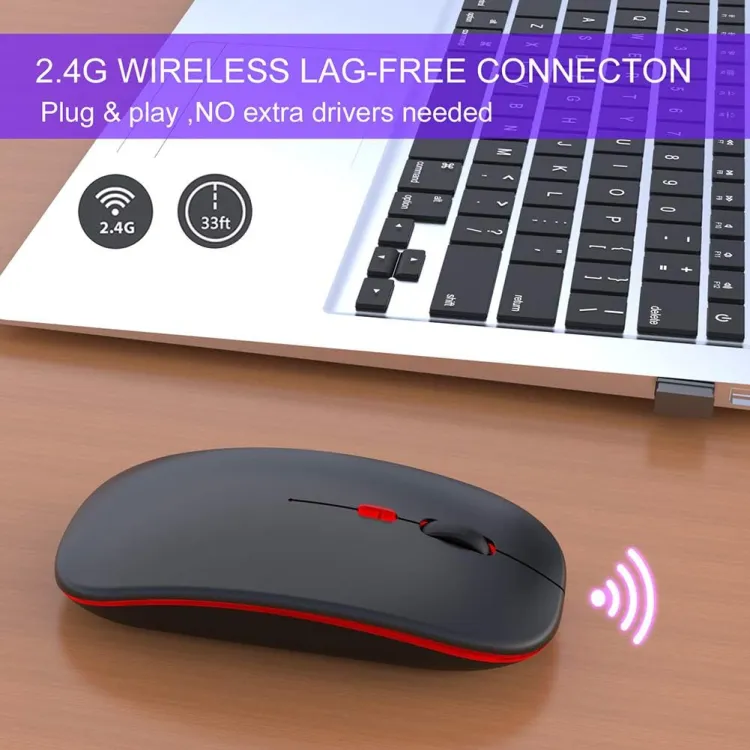 2.4G WIRELESS LAG-FREE CONNECTON
Plug & play ,NO extra drivers needed
2.4G
33ft
command
option
alt
shift
return
delete